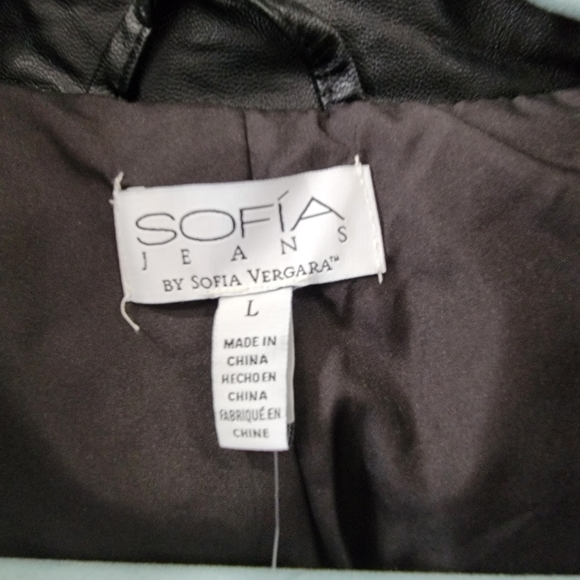 SOFÍA
JEANS
BY SOFIA VERGARA™
L
MADE IN
CHINA
HECHO EN
CHINA
FABRIQUÉ EN
CHINE